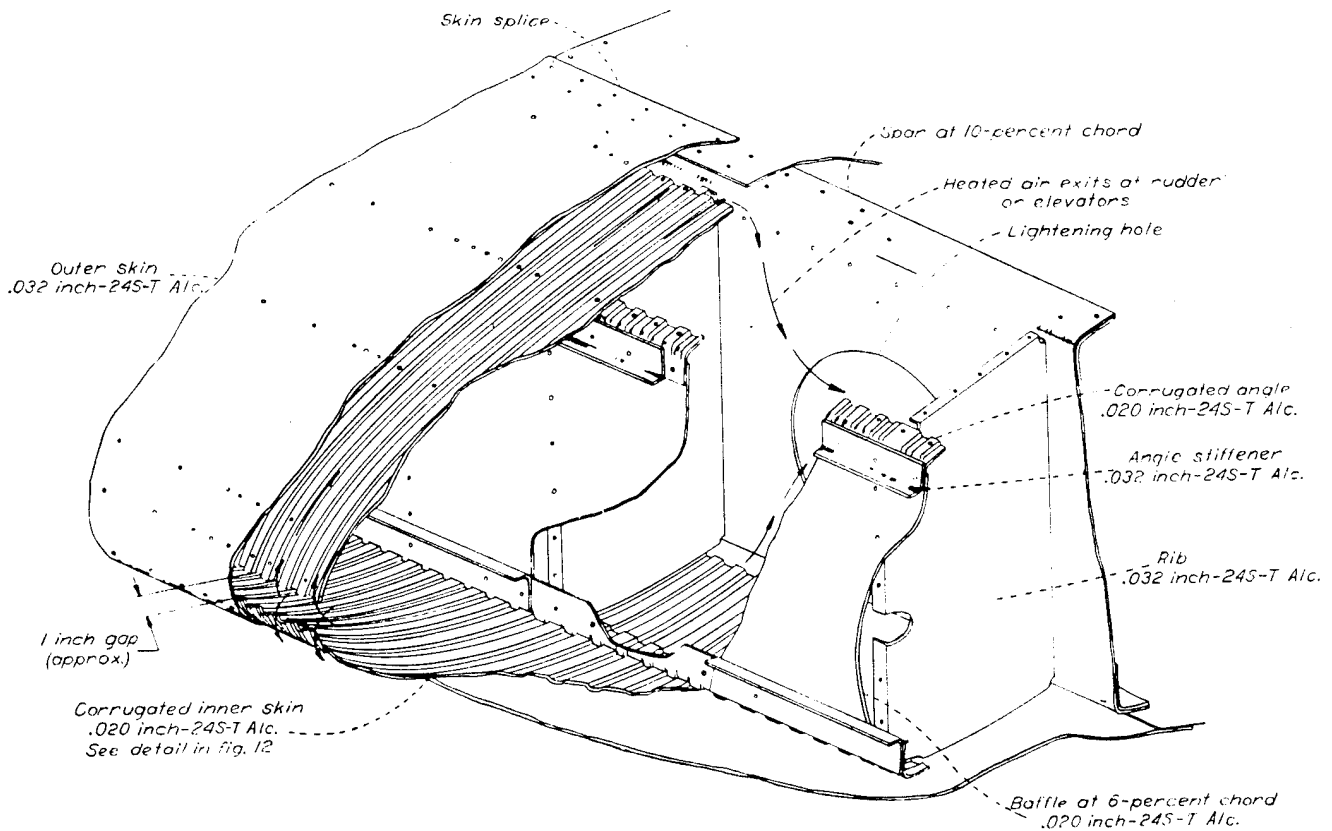 Skin splice
Spar at 10-percent chord
Heated air exits at rudder
or elevators
Lightening hole
Outer skin
.032 inch-24S-T Alc.
Corrugated angle
.020 inch-24S-T Alc.
Angle stiffener
.032 inch-24S-T Alc.
Rib
.032 inch-24S-T Alc.
1 inch gap
(approx.)
Corrugated inner skin
.020 inch-24S-T Alc.
See detail in fig. 12
Baffle at 6-percent chord
.020 inch-24S-T Alc.